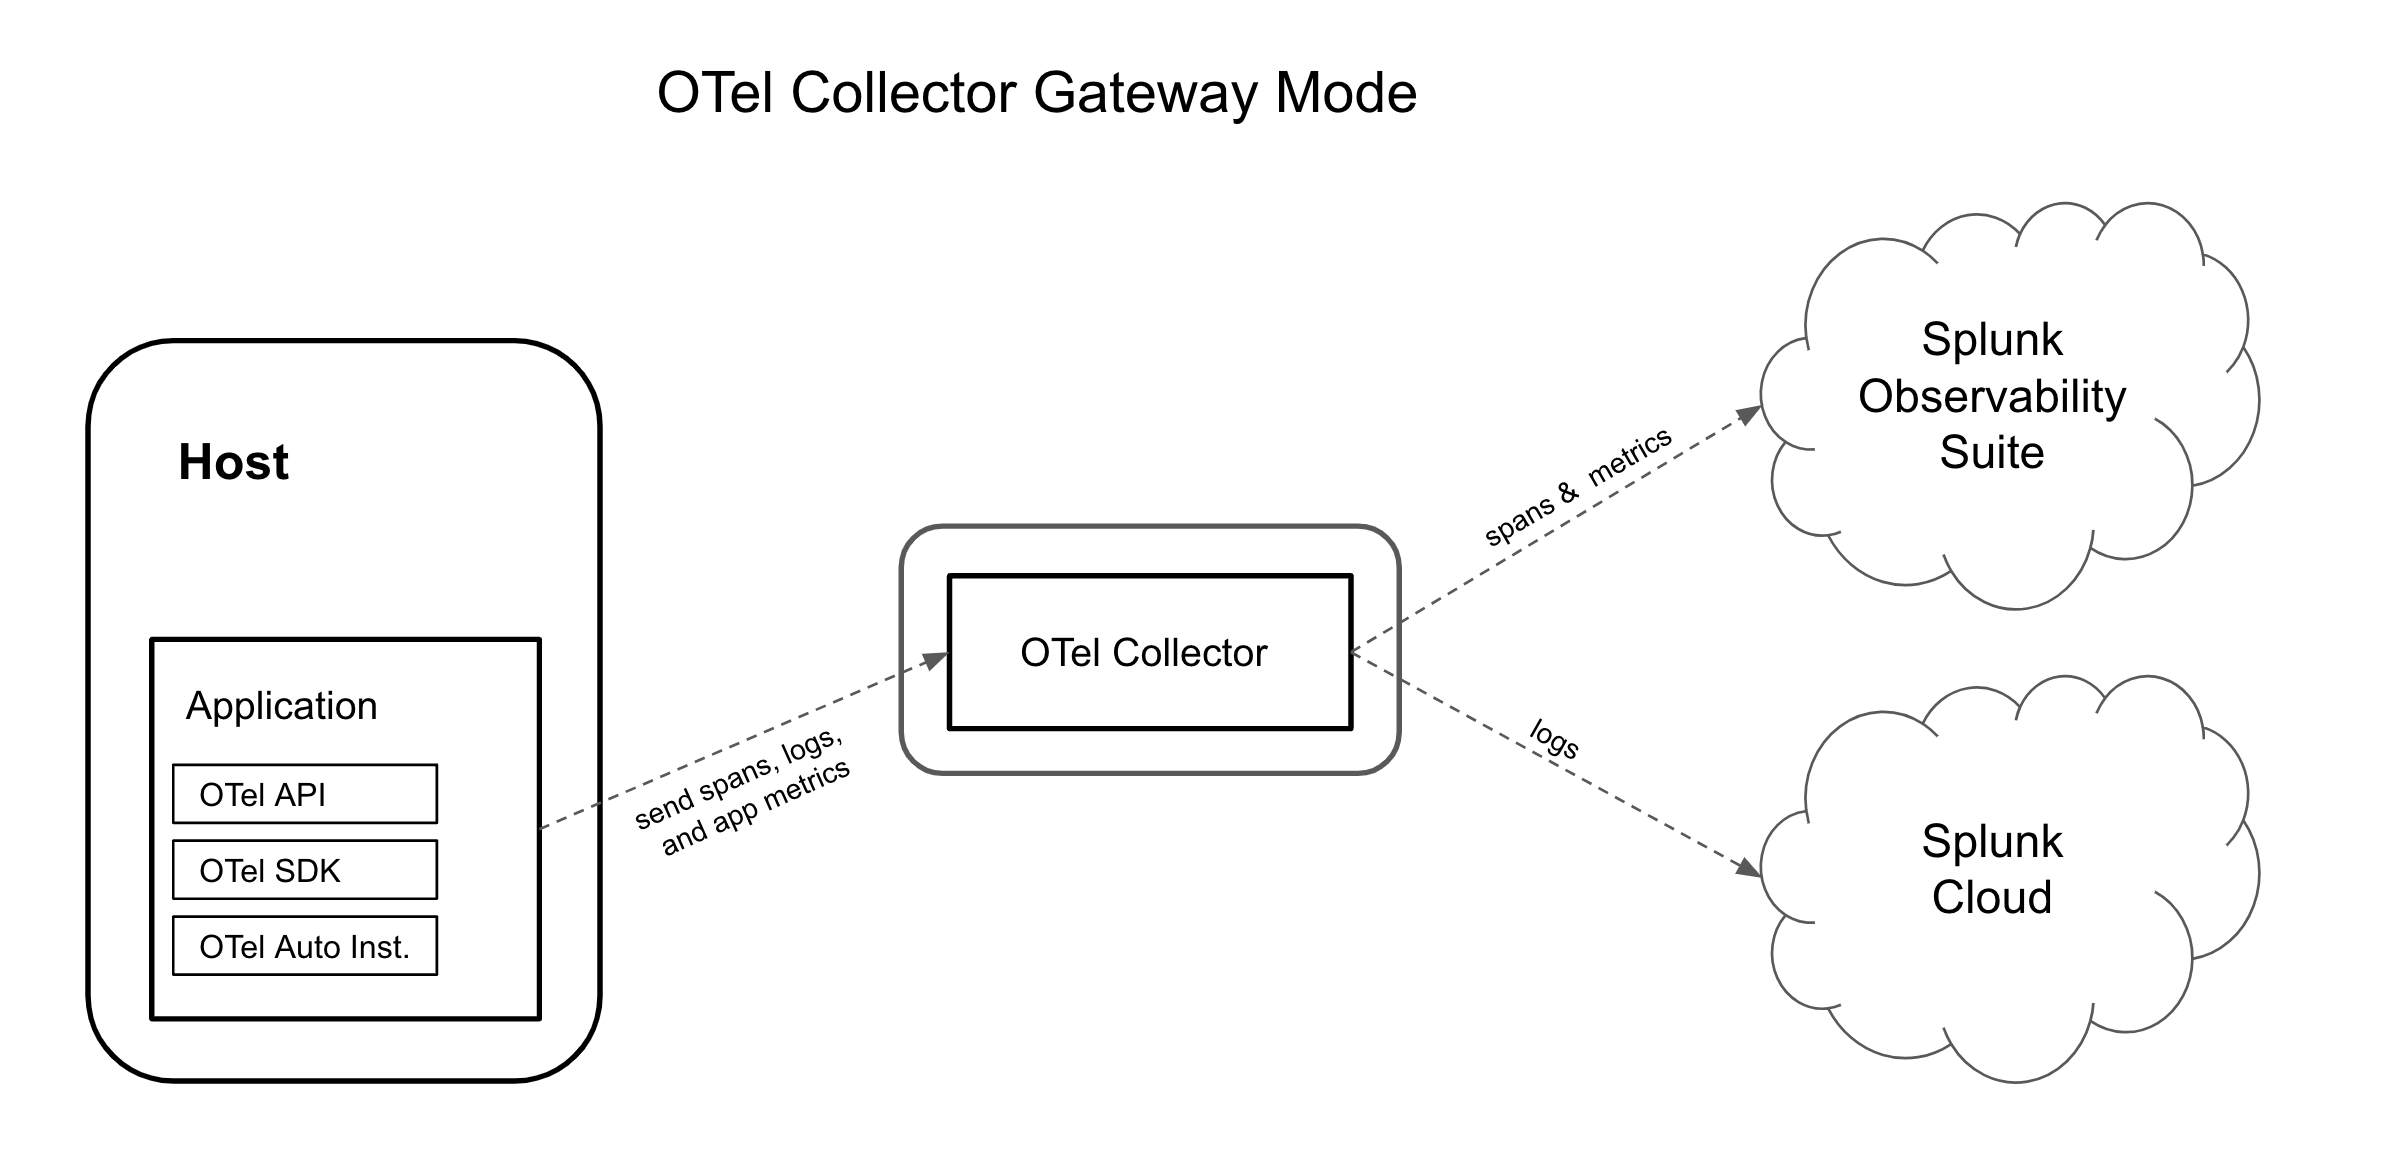 OTel Collector Gateway Mode
Host
Application
OTel API
OTel SDK
OTel Auto Inst.
send spans, logs,
and app metrics
OTel Collector
spans & metrics
logs
Splunk
Observability
Suite
Splunk
Cloud